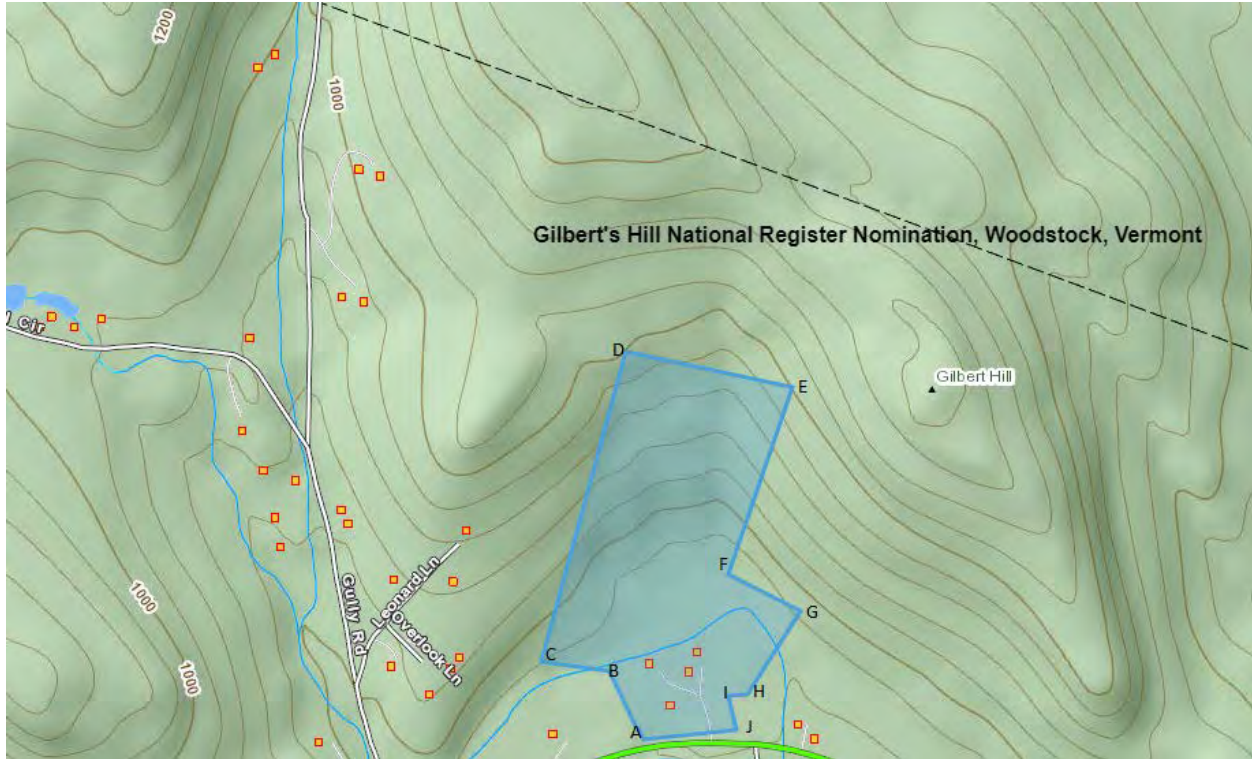 1200
1000
Gilbert's Hill National Register Nomination, Woodstock, Vermont
l Cir
D
E
Gilbert Hill
F
G
Leonard Ln
Gully Rd
Overlook Ln
1000
1000
C
B
I
H
A
J